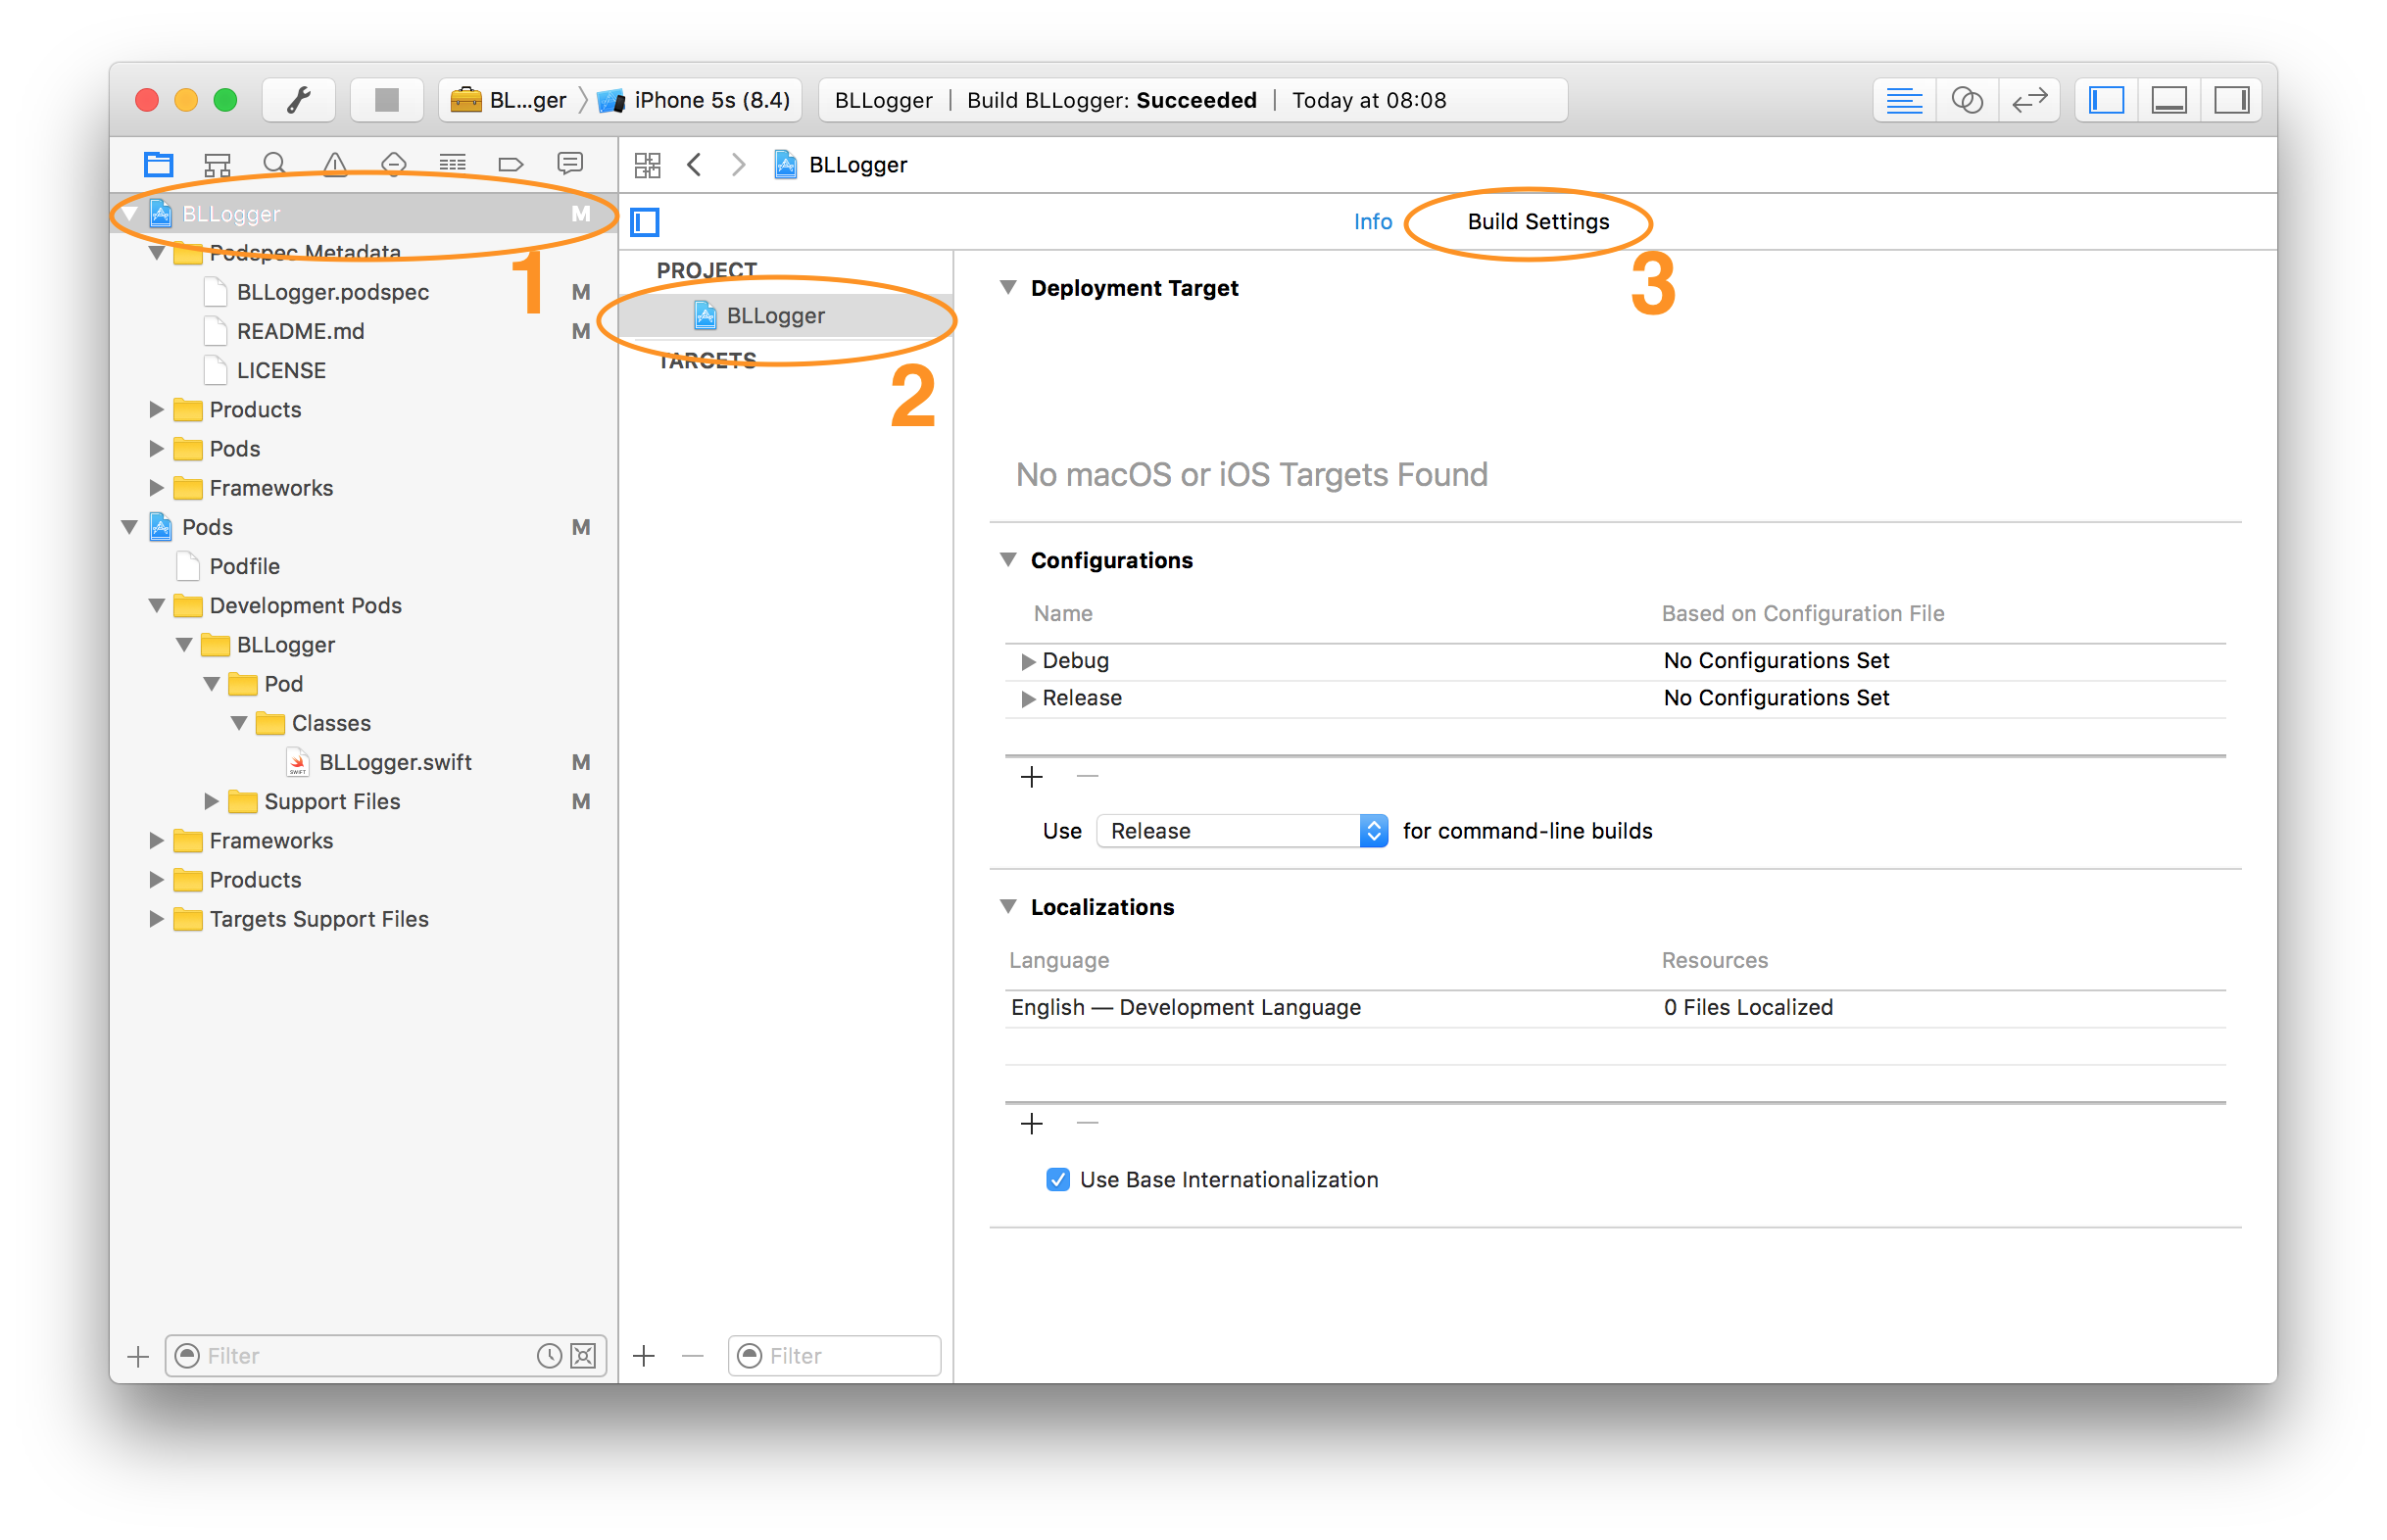 BL...ger iPhone 5s (8.4) BLLogger Build BLLogger: Succeeded Today at 08:08
BLLogger
BLLogger M
Info Build Settings
Podspec Metadata
1
3
PROJECT
BLLogger
TARGETS
2
BLLogger.podspec M
README.md M
LICENSE
Products
Pods
Frameworks
Pods M
Podfile
Development Pods
BLLogger
Pod
Classes
SWIFT
BLLogger.swift M
Support Files M
Frameworks
Products
Targets Support Files
Deployment Target
No macOS or iOS Targets Found
Configurations
Name Based on Configuration File
Debug No Configurations Set
Release No Configurations Set
Use Release for command-line builds
Localizations
Language Resources
English — Development Language 0 Files Localized
Use Base Internationalization
Filter
Filter